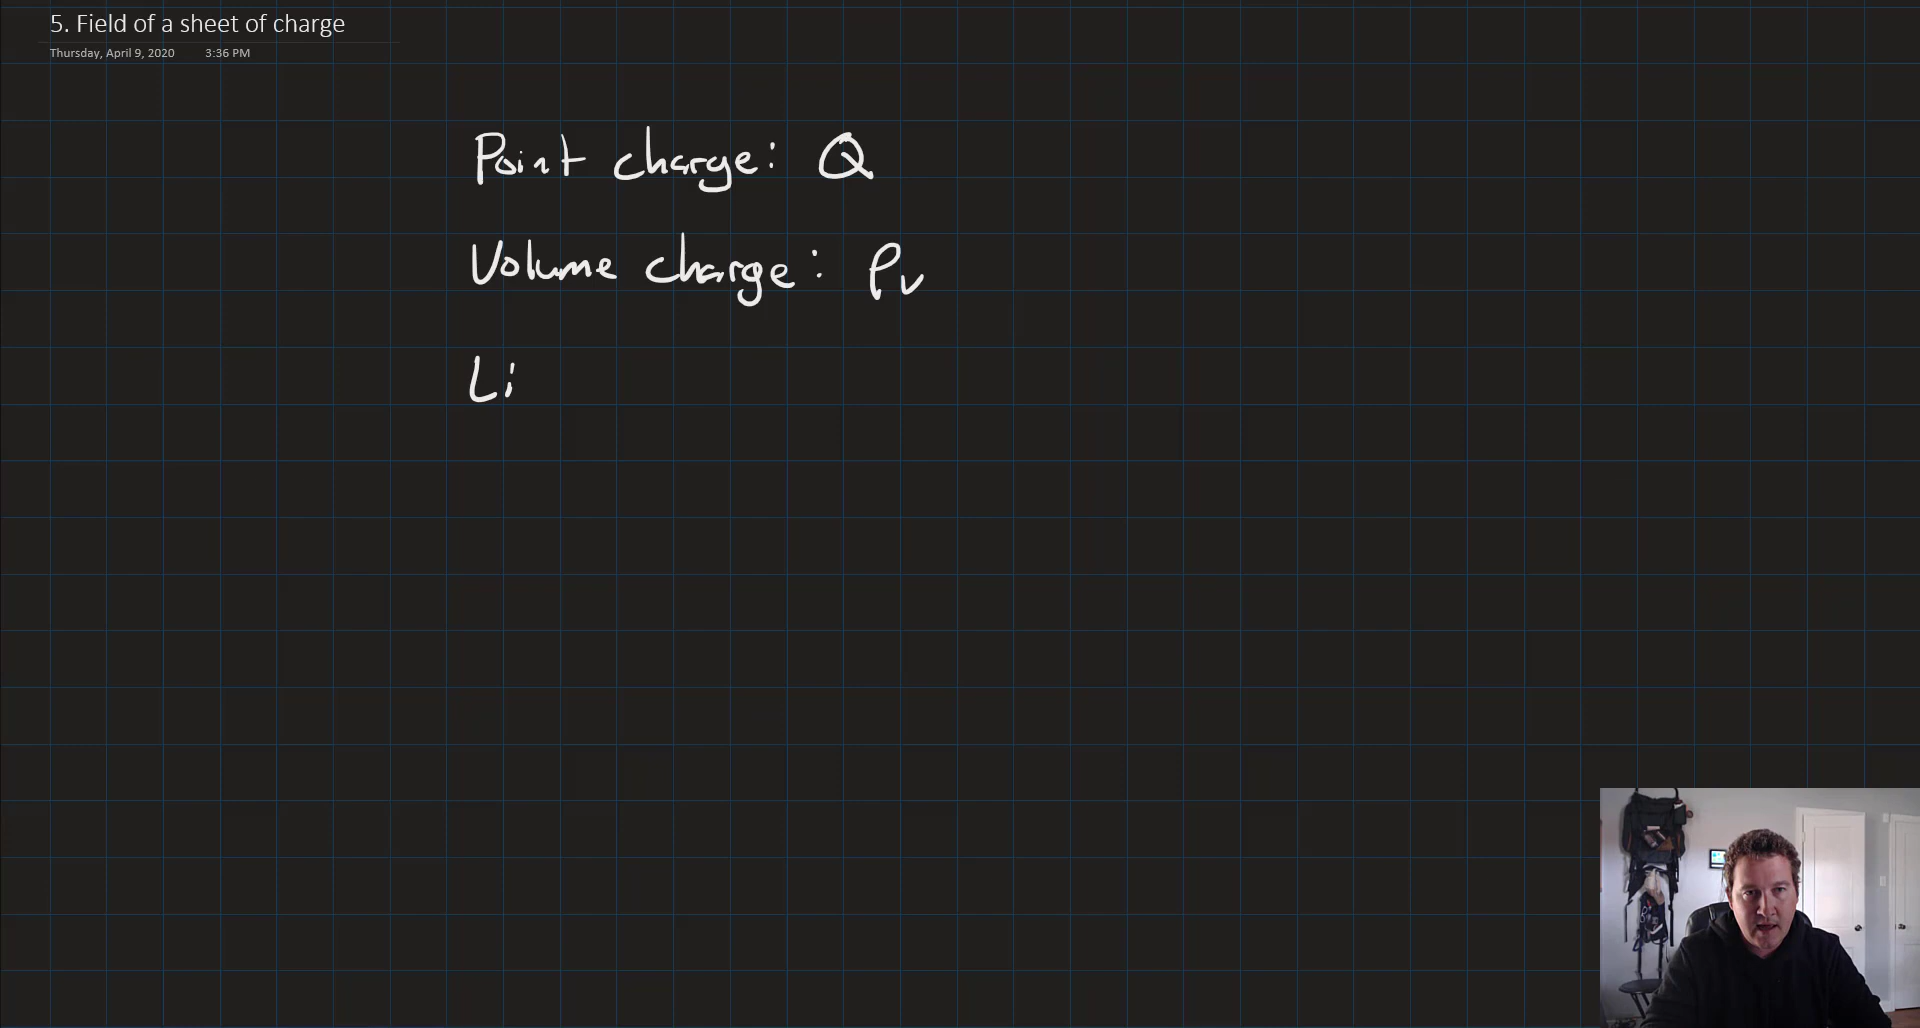 5. Field of a sheet of charge
Thursday, April 9, 2020 3:36 PM
Point charge: Q
Volume charge: ρv
Li